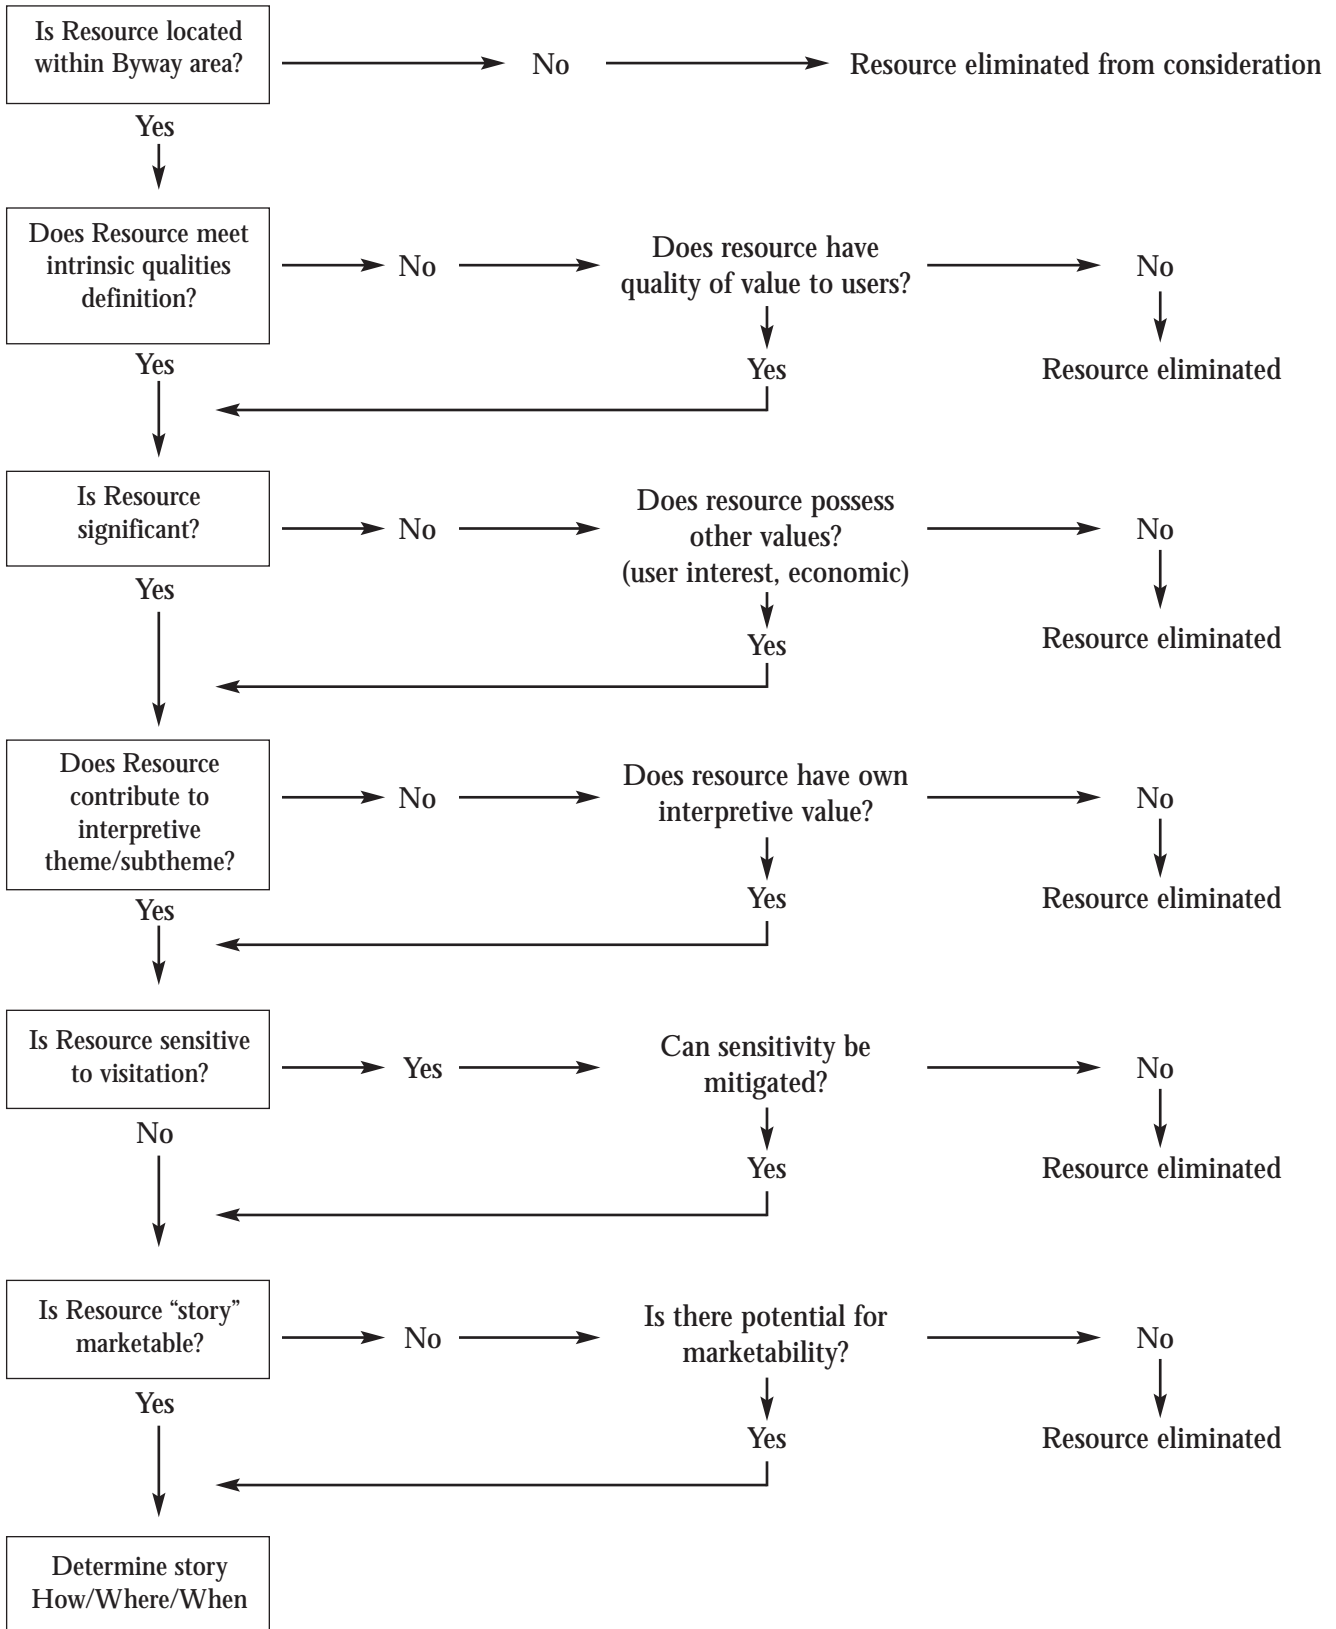 Is Resource located
within Byway area?
No
Resource eliminated from consideration
Yes
Does Resource meet
intrinsic qualities
definition?
No
Does resource have
quality of value to users?
No
Yes
Yes
Resource eliminated
Is Resource
significant?
No
Does resource possess
other values?
(user interest, economic)
No
Yes
Yes
Resource eliminated
Does Resource
contribute to
interpretive
theme/subtheme?
No
Does resource have own
interpretive value?
No
Yes
Yes
Resource eliminated
Is Resource sensitive
to visitation?
Yes
Can sensitivity be
mitigated?
No
No
Yes
Resource eliminated
Is Resource “story”
marketable?
No
Is there potential for
marketability?
No
Yes
Yes
Resource eliminated
Determine story
How/Where/When